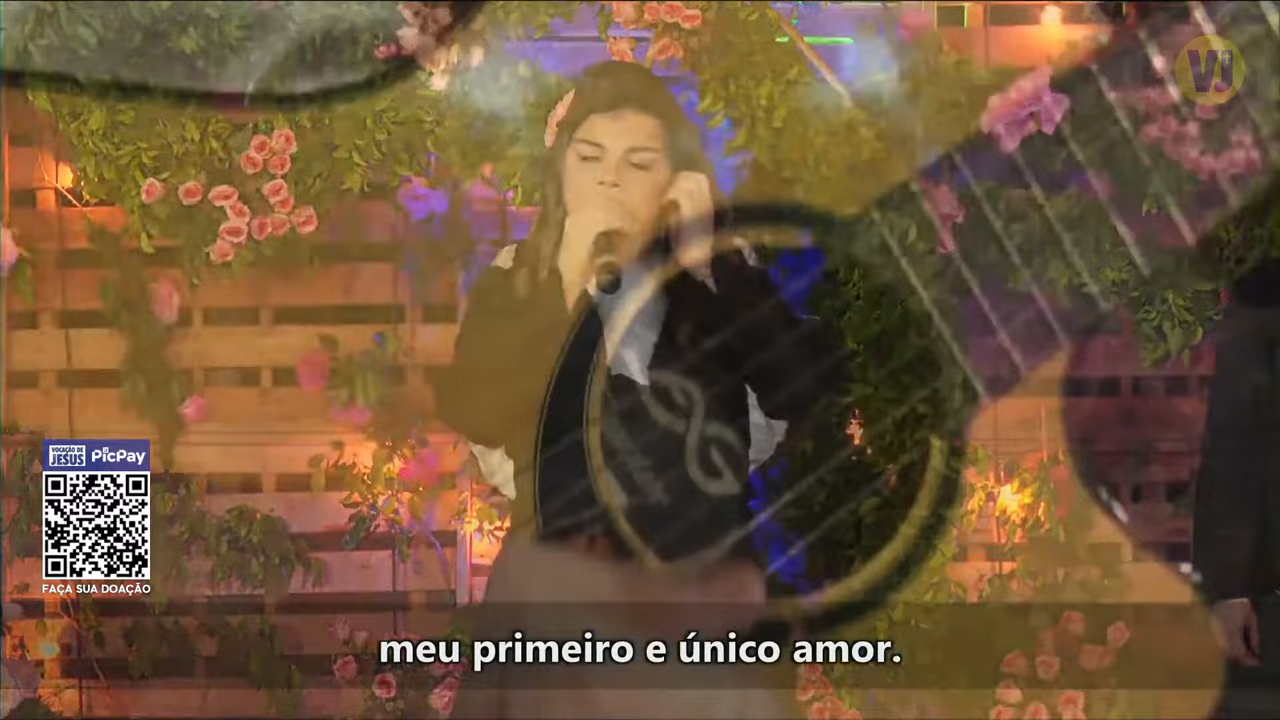 VJ
VOCAÇÃO DE
JESUS
PicPay
FAÇA SUA DOAÇÃO
meu primeiro e único amor.